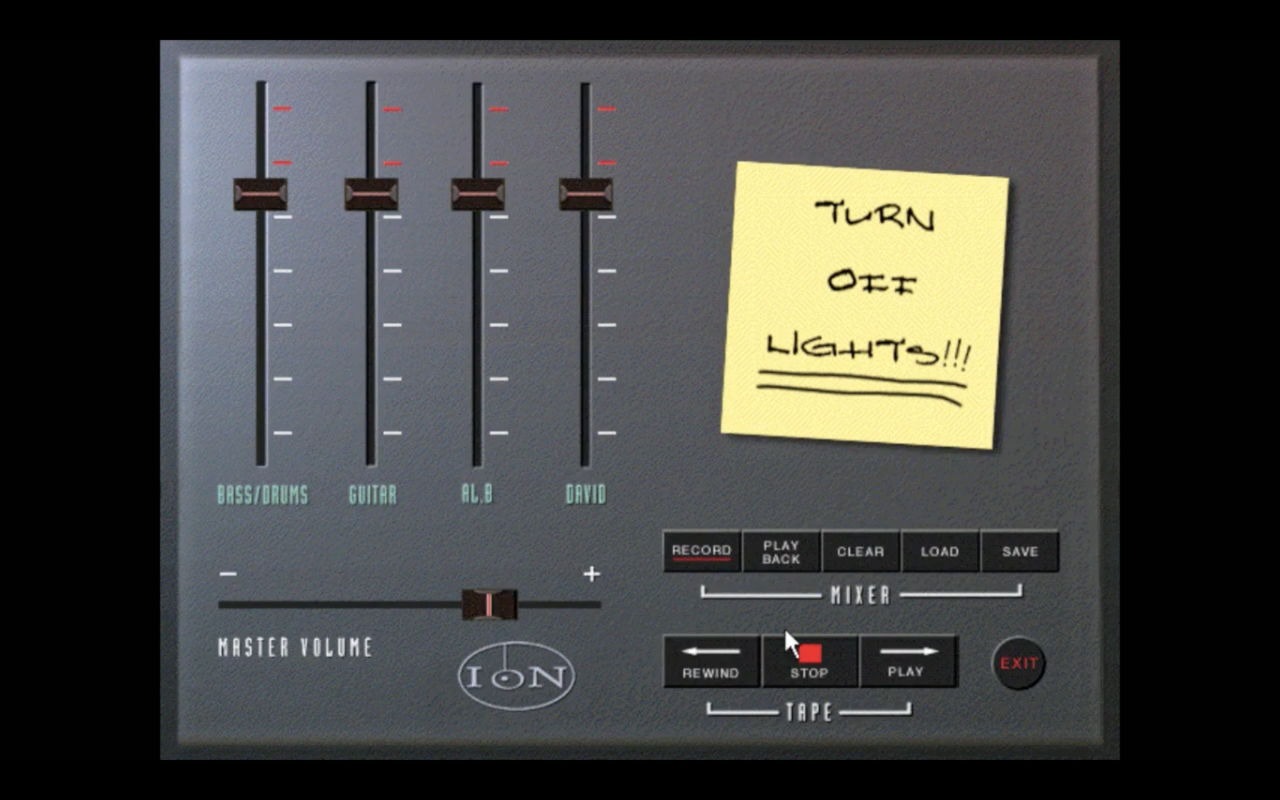 TURN
OFF
LIGHTS!!!
BASS/DRUMS GUITAR AL.B DAVID
RECORD PLAY BACK CLEAR LOAD SAVE
MIXER
− +
MASTER VOLUME
ION
REWIND STOP PLAY EXIT
TAPE